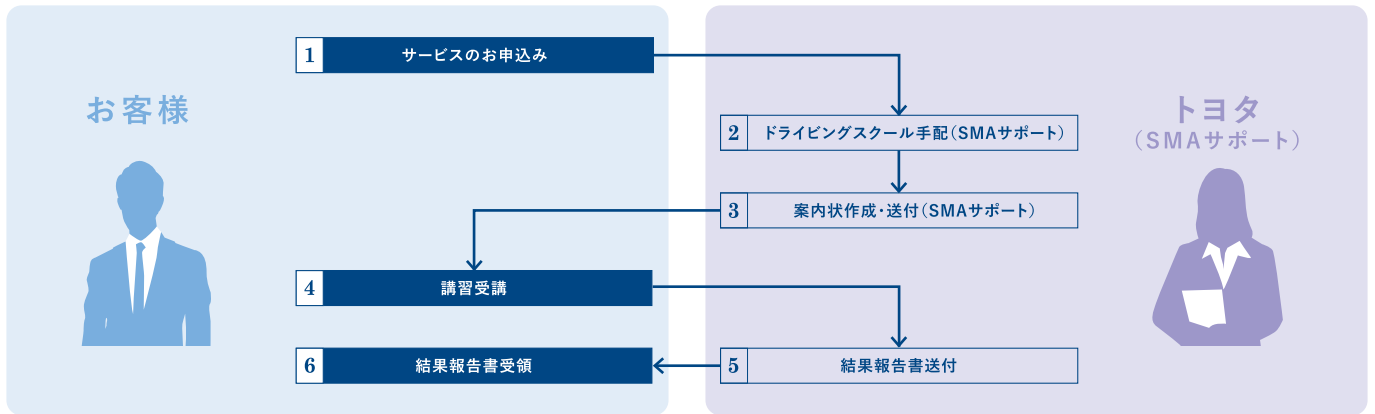 お客様
1 サービスのお申込み
トヨタ
（SMAサポート）
2 ドライビングスクール手配（SMAサポート）
3 案内状作成・送付（SMAサポート）
4 講習受講
6 結果報告書受領
5 結果報告書送付